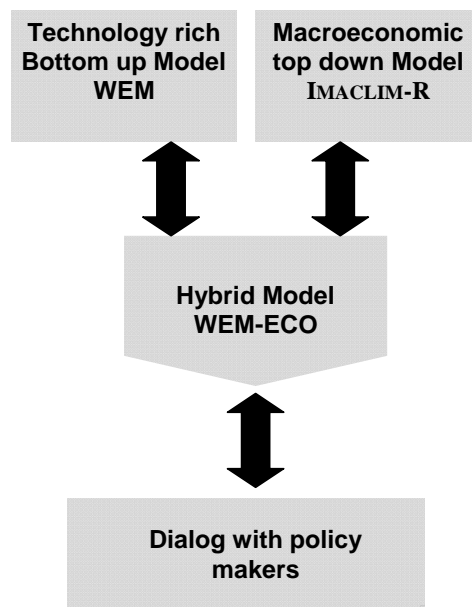 Technology rich
Bottom up Model
WEM
Macroeconomic
top down Model
IMACLIM-R
Hybrid Model
WEM-ECO
Dialog with policy
makers